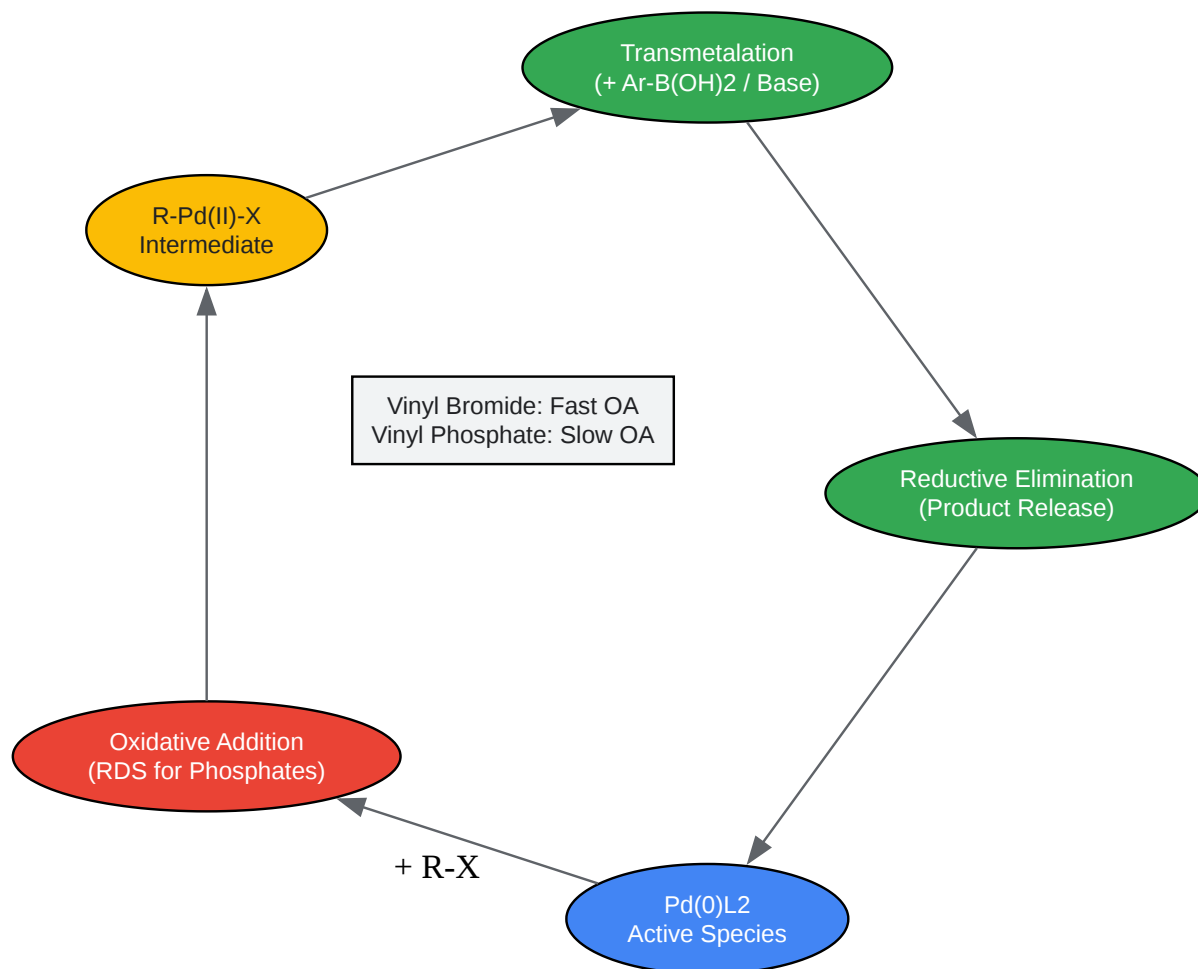 Transmetalation
(+ Ar-B(OH)2 / Base)
R-Pd(II)-X
Intermediate
Vinyl Bromide: Fast OA
Vinyl Phosphate: Slow OA
Reductive Elimination
(Product Release)
Oxidative Addition
(RDS for Phosphates)
+ R-X
Pd(0)L2
Active Species